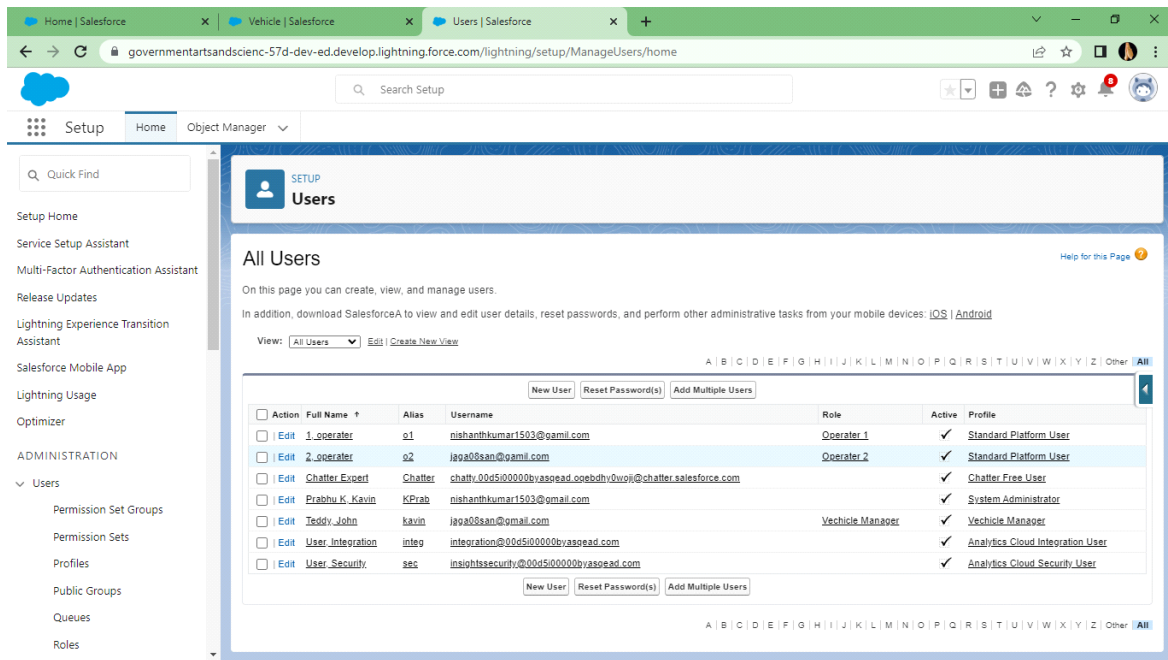 Home | Salesforce
Vehicle | Salesforce
Users | Salesforce
governmentartsandscienc-57d-dev-ed.develop.lightning.force.com/lightning/setup/ManageUsers/home
Search Setup
8
Setup
Home
Object Manager
Quick Find
Setup Home
Service Setup Assistant
Multi-Factor Authentication Assistant
Release Updates
Lightning Experience Transition
Assistant
Salesforce Mobile App
Lightning Usage
Optimizer
ADMINISTRATION
Users
Permission Set Groups
Permission Sets
Profiles
Public Groups
Queues
Roles
SETUP
Users
All Users
Help for this Page ?
On this page you can create, view, and manage users.
In addition, download SalesforceA to view and edit user details, reset passwords, and perform other administrative tasks from your mobile devices: iOS | Android
View: All Users Edit | Create New View
A | B | C | D | E | F | G | H | I | J | K | L | M | N | O | P | Q | R | S | T | U | V | W | X | Y | Z | Other All
New User Reset Password(s) Add Multiple Users
Action Full Name ↑ Alias Username Role Active Profile
| Edit 1, operater o1 nishanthkumar1503@gamil.com Operater 1 ✓ Standard Platform User
| Edit 2, operater o2 jaga08san@gamil.com Operater 2 ✓ Standard Platform User
| Edit Chatter Expert Chatter chatty.00d5i00000byasqead.oqebdhy0woji@chatter.salesforce.com ✓ Chatter Free User
| Edit Prabhu K, Kavin KPrab nishanthkumar1503@gmail.com ✓ System Administrator
| Edit Teddy, John kavin jaga08san@gmail.com Vechicle Manager ✓ Vechicle Manager
| Edit User, Integration integ integration@00d5i00000byasqead.com ✓ Analytics Cloud Integration User
| Edit User, Security sec insightssecurity@00d5i00000byasqead.com ✓ Analytics Cloud Security User
New User Reset Password(s) Add Multiple Users
A | B | C | D | E | F | G | H | I | J | K | L | M | N | O | P | Q | R | S | T | U | V | W | X | Y | Z | Other All